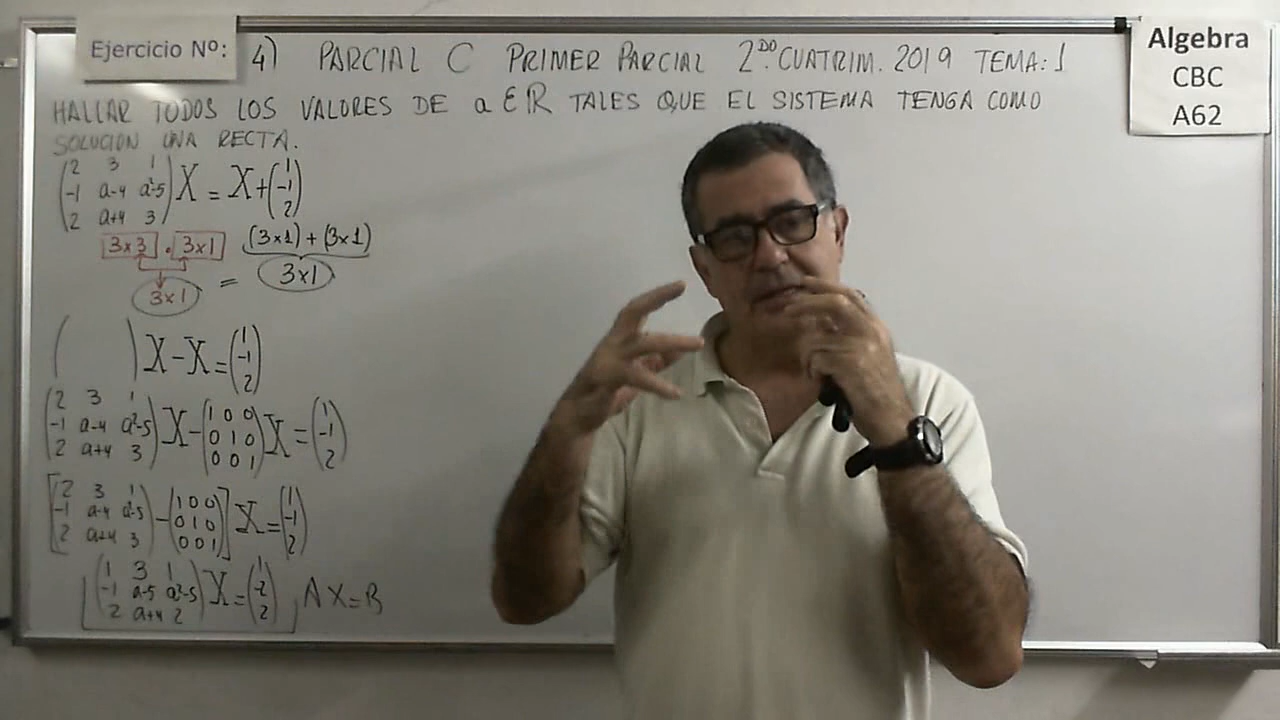 Ejercicio Nº: 4) PARCIAL C PRIMER PARCIAL 2DO. CUATRIM. 2019 TEMA: 1
Algebra
CBC
A62
HALLAR TODOS LOS VALORES DE a ∈ ℝ TALES QUE EL SISTEMA TENGA COMO
SOLUCION UNA RECTA.
2 3 1 1
-1 a-4 a²-5 X = X + -1
2 a+4 3 2
3x3 . 3x1 (3x1) + (3x1)
3x1 = 3x1
( ) X - X = (1 -1 2)
2 3 1 1 0 0 1
-1 a-4 a²-5 X - 0 1 0 X = -1
2 a+4 3 0 0 1 2
2 3 1 1 0 0 1
-1 a-4 a²-5 - 0 1 0 X = -1
2 a+4 3 0 0 1 2
1 3 1 1
-1 a-5 a²-5 X = -2 , AX=B
2 a+4 2 2